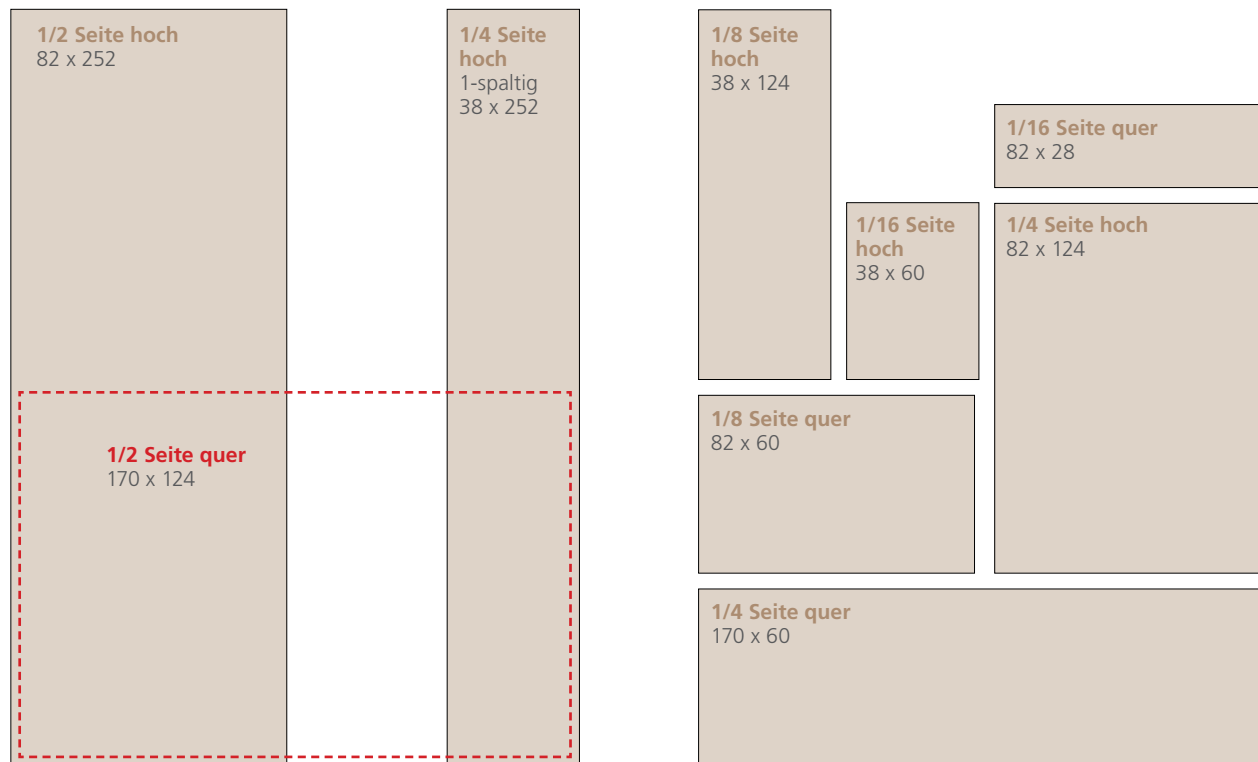 1/2 Seite hoch
82 x 252
1/4 Seite
hoch
1-spaltig
38 x 252
1/2 Seite quer
170 x 124
1/8 Seite
hoch
38 x 124
1/16 Seite quer
82 x 28
1/16 Seite
hoch
38 x 60
1/4 Seite hoch
82 x 124
1/8 Seite quer
82 x 60
1/4 Seite quer
170 x 60